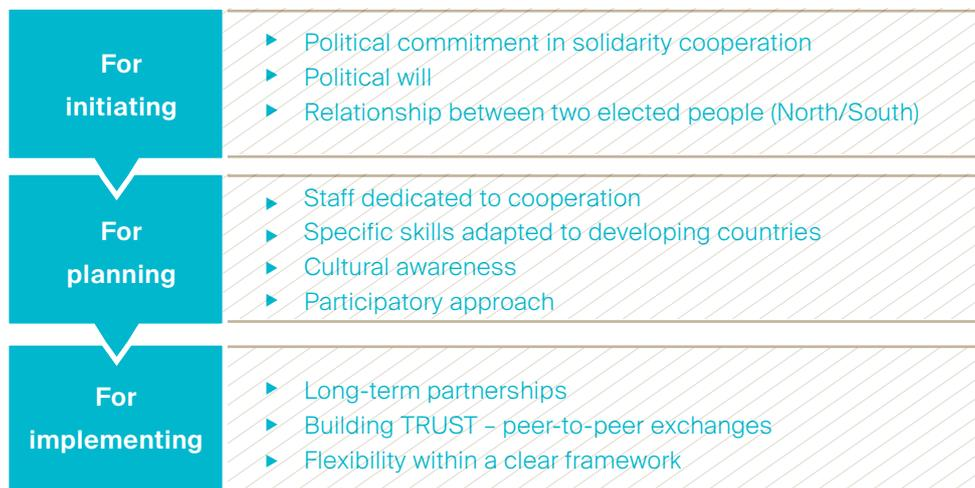 For
initiating
Political commitment in solidarity cooperation
Political will
Relationship between two elected people (North/South)
For
planning
Staff dedicated to cooperation
Specific skills adapted to developing countries
Cultural awareness
Participatory approach
For
implementing
Long-term partnerships
Building TRUST – peer-to-peer exchanges
Flexibility within a clear framework